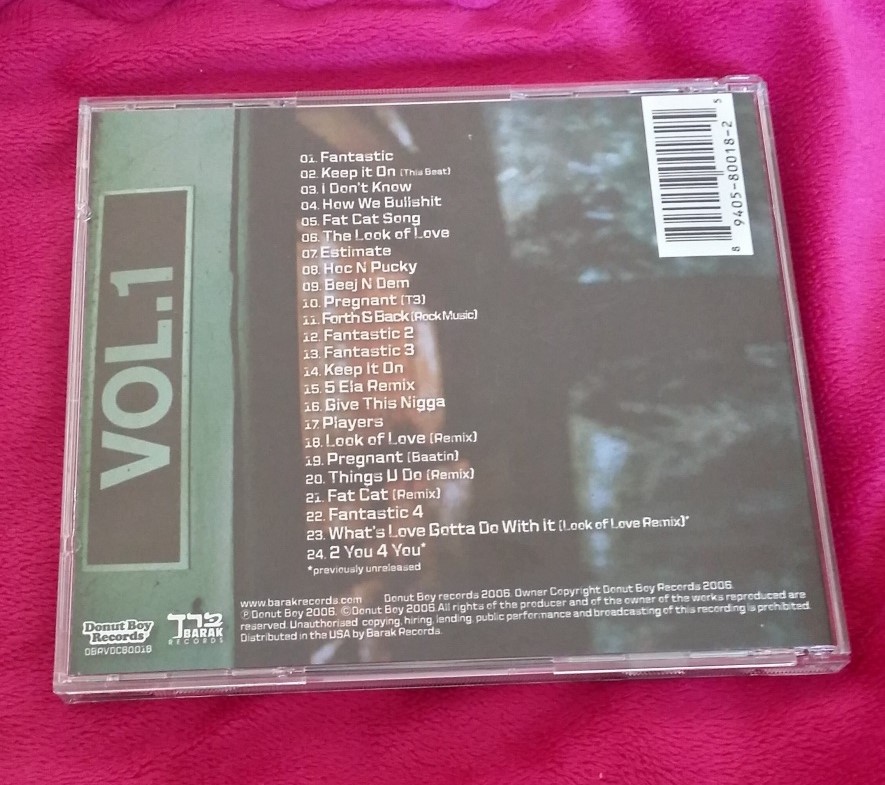 VOL.1
01. Fantastic
02. Keep it On (This Beat)
03. I Don't Know
04. How We Bullshit
05. Fat Cat Song
06. The Look of Love
07. Estimate
08. Hoc N Pucky
09. Beej N Dem
10. Pregnant (T3)
11. Forth & Back (Rock Music)
12. Fantastic 2
13. Fantastic 3
14. Keep It On
15. 5 Ela Remix
16. Give This Nigga
17. Players
18. Look of Love (Remix)
19. Pregnant (Baatin)
20. Things U Do (Remix)
21. Fat Cat (Remix)
22. Fantastic 4
23. What's Love Gotta Do With it (Look of Love Remix)*
24. 2 You 4 You*
*previously unreleased
www.barakrecords.com Donut Boy records 2006. Owner Copyright Donut Boy Records 2006.
℗Donut Boy 2006. ©Donut Boy 2006 All rights of the producer and of the owner of the works reproduced are
reserved. Unauthorised copying, hiring, lending, public performance and broadcasting of this recording is prohibited.
Distributed in the USA by Barak Records.
Donut Boy
Records
DBRVDC80018
ברק
BARAK
RECORDS
8 9405-80018-2 5